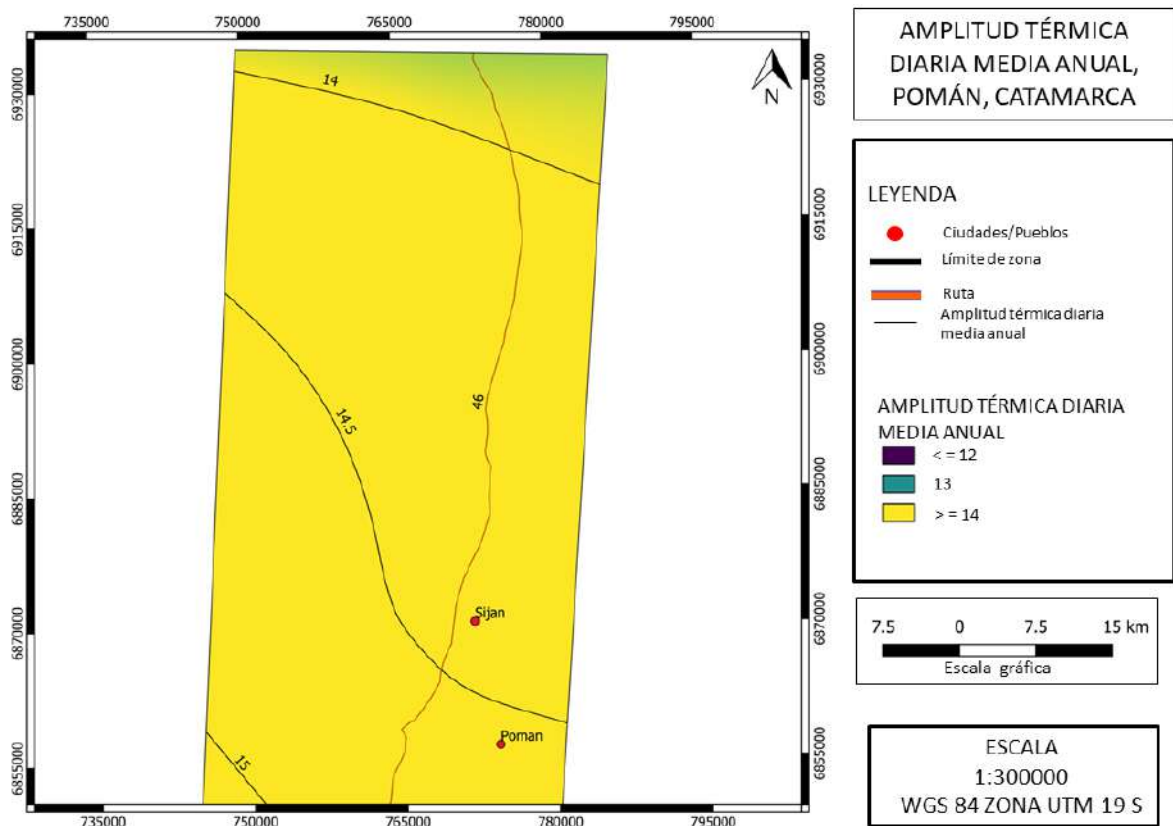 735000 750000 765000 780000 795000
6930000 6930000
6915000 6915000
6900000 6900000
6885000 6885000
6870000 6870000
6855000 6855000
14
N
14.5
46
Sijan
Poman
15
735000 750000 765000 780000 795000
AMPLITUD TÉRMICA
DIARIA MEDIA ANUAL,
POMÁN, CATAMARCA
LEYENDA
Ciudades/Pueblos
Límite de zona
Ruta
Amplitud térmica diaria
media anual
AMPLITUD TÉRMICA DIARIA
MEDIA ANUAL
< = 12
13
> = 14
7.5 0 7.5 15 km
Escala gráfica
ESCALA
1:300000
WGS 84 ZONA UTM 19 S